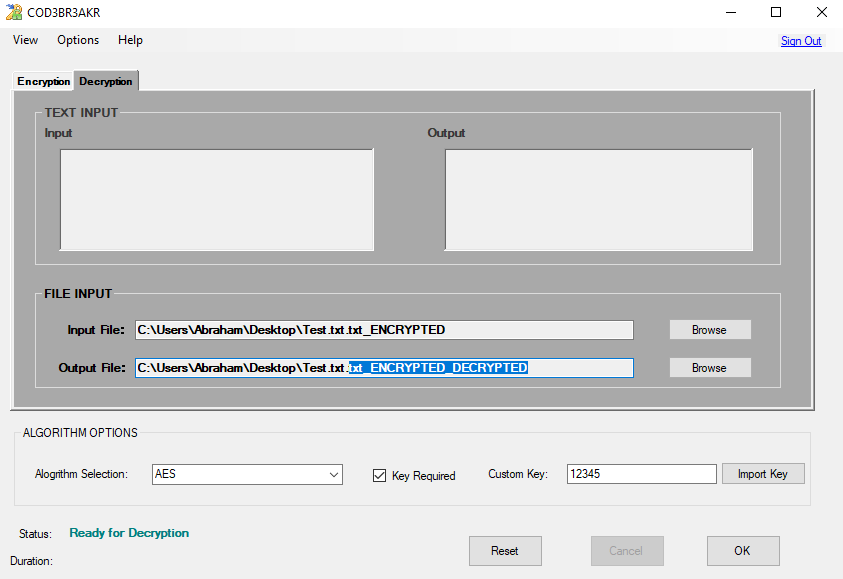 COD3BR3AKR
View Options Help Sign Out
Encryption Decryption
TEXT INPUT
Input Output
FILE INPUT
Input File: C:\Users\Abraham\Desktop\Test.txt.txt_ENCRYPTED Browse
Output File: C:\Users\Abraham\Desktop\Test.txt.txt_ENCRYPTED_DECRYPTED Browse
ALGORITHM OPTIONS
Alogrithm Selection: AES Key Required Custom Key: 12345 Import Key
Status: Ready for Decryption
Reset Cancel OK
Duration: